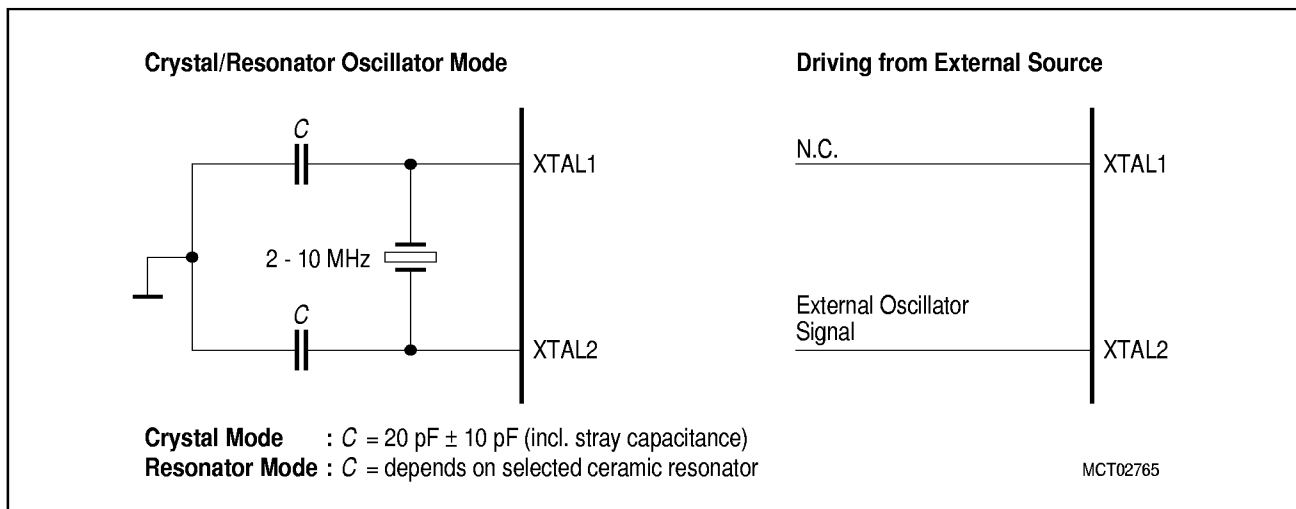 Crystal/Resonator Oscillator Mode
C
XTAL1
2 - 10 MHz
C
XTAL2
Crystal Mode : C = 20 pF ± 10 pF (incl. stray capacitance)
Resonator Mode : C = depends on selected ceramic resonator
Driving from External Source
N.C.
XTAL1
External Oscillator
Signal
XTAL2
MCT02765